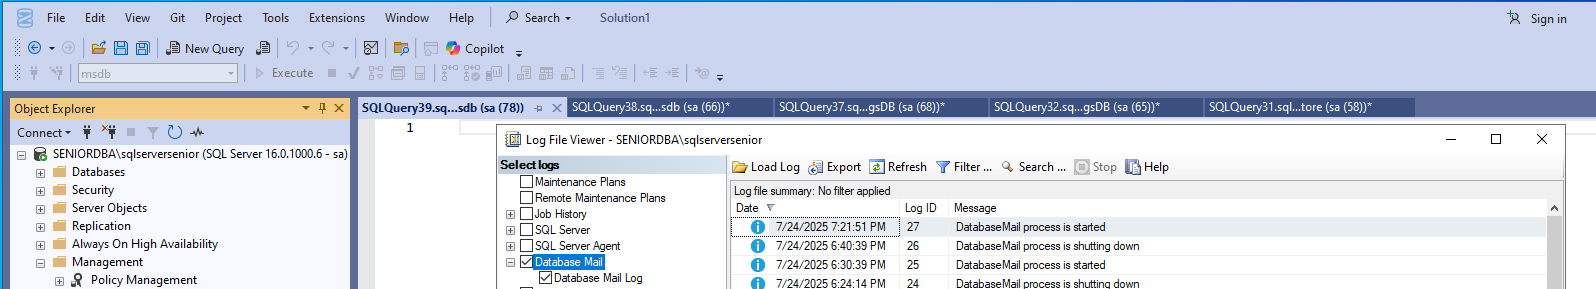 File Edit View Git Project Tools Extensions Window Help Search Solution1 Sign in
New Query Copilot
msdb Execute
Object Explorer SQLQuery39.sq...sdb (sa (78)) SQLQuery38.sq...sdb (sa (66))* SQLQuery37.sq...gsDB (sa (68))* SQLQuery32.sq...gsDB (sa (65))* SQLQuery31.sql...tore (sa (58))*
Connect
1
SENIORDBA\sqlserversenior (SQL Server 16.0.1000.6 - sa)
Databases
Security
Server Objects
Replication
Always On High Availability
Management
Policy Management
Log File Viewer - SENIORDBA\sqlserversenior
Select logs
Maintenance Plans
Remote Maintenance Plans
Job History
SQL Server
SQL Server Agent
Database Mail
Database Mail Log
Load Log Export Refresh Filter ... Search ... Stop Help
Log file summary: No filter applied
Date Log ID Message
7/24/2025 7:21:51 PM 27 DatabaseMail process is started
7/24/2025 6:40:39 PM 26 DatabaseMail process is shutting down
7/24/2025 6:30:39 PM 25 DatabaseMail process is started
7/24/2025 6:24:14 PM 24 DatabaseMail process is shutting down